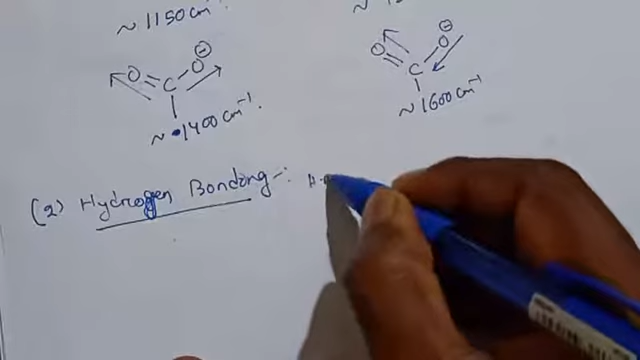 ~ 1150 cm⁻¹
O = C - O ⊖
O = C - O ⊖
~ 1400 cm⁻¹.
~ 1600 cm⁻¹
(2) Hydrogen Bonding -: